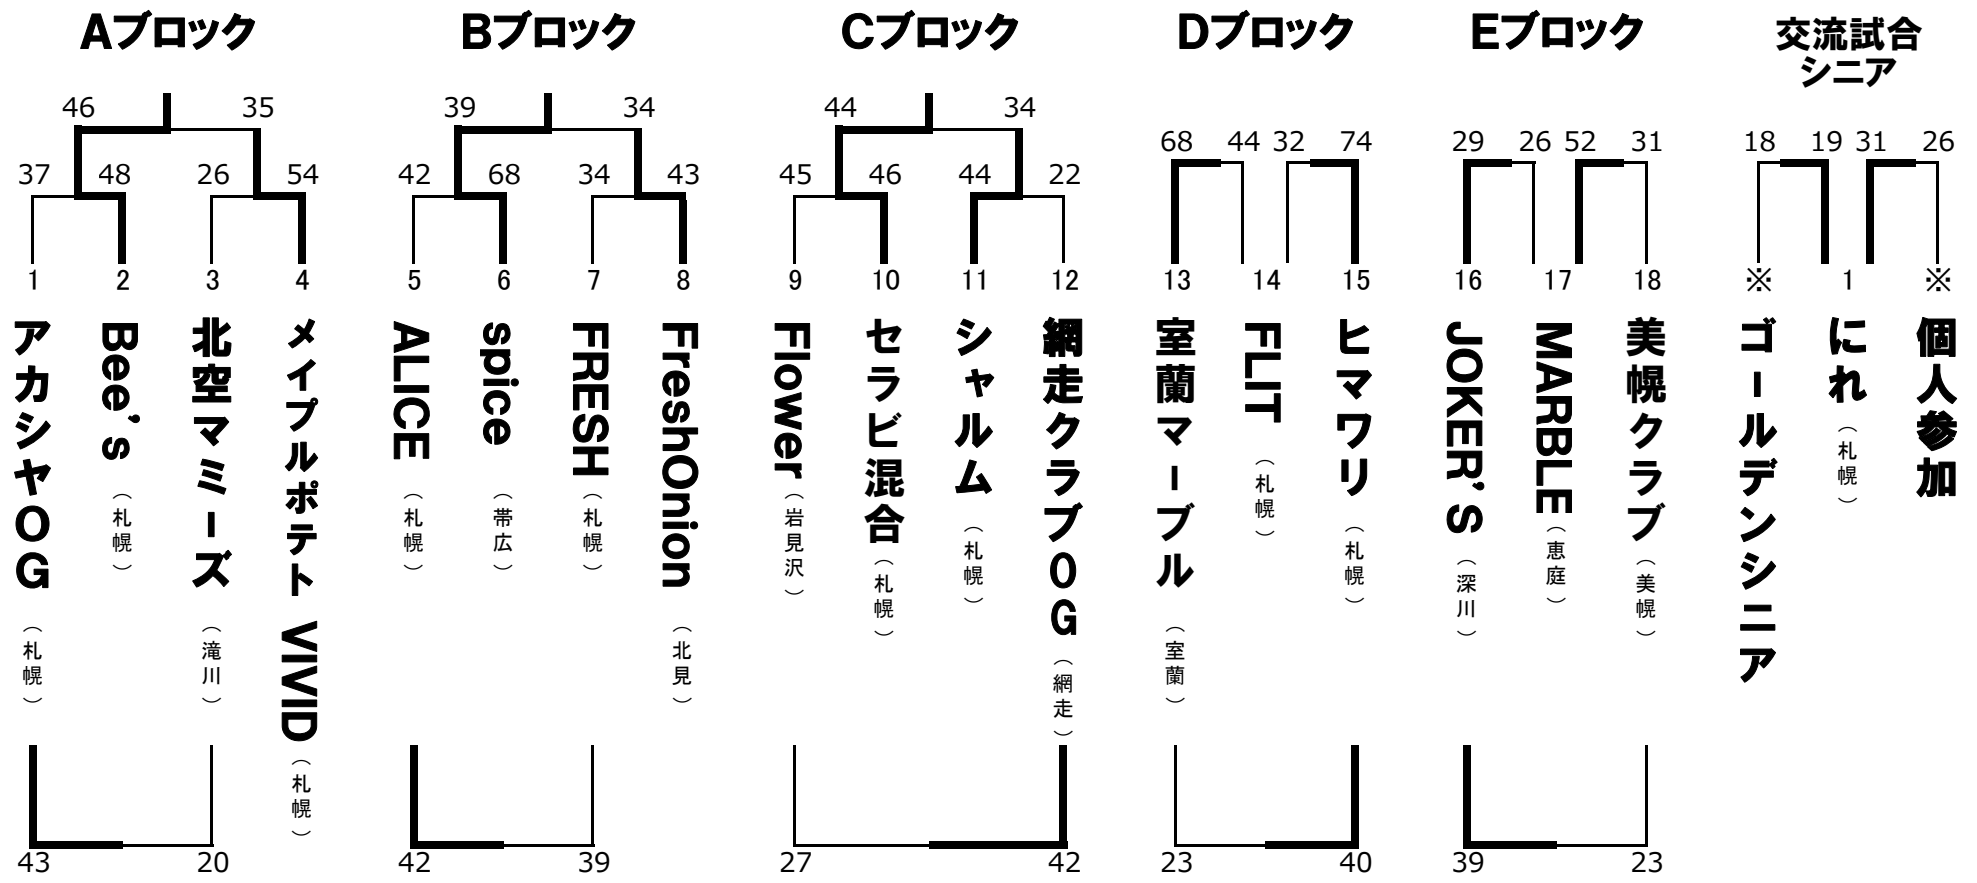 Aブロック
Bブロック
Cブロック
Dブロック
Eブロック
交流試合
シニア
46 35 39 34 44 34
68 44 32 74 29 26 52 31 18 19 31 26
37 48 26 54 42 68 34 43 45 46 44 22
1 2 3 4 5 6 7 8 9 10 11 12 13 14 15 16 17 18 ※ 1 ※
アカシヤOG（札幌）
Bee’s（札幌）
北空マミーズ（滝川）
メイプルポテト VIVID（札幌）
ALICE（札幌）
spice（帯広）
FRESH（札幌）
FreshOnion（北見）
Flower（岩見沢）
セラビ混合（札幌）
シャルム（札幌）
網走クラブOG（網走）
室蘭マーブル（室蘭）
FLIT（札幌）
ヒマワリ（札幌）
JOKER’S（深川）
MARBLE（恵庭）
美幌クラブ（美幌）
ゴールデンシニア
にれ（札幌）
個人参加
43 20 42 39 27 42 23 40 39 23